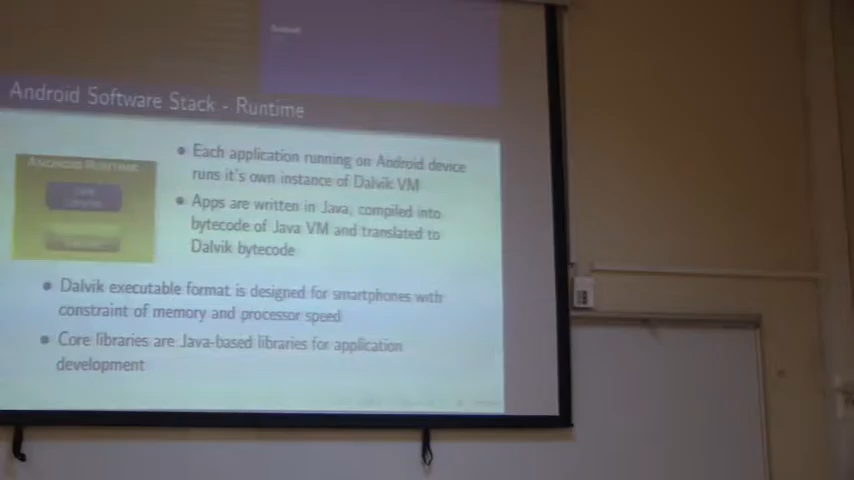 Android Software Stack - Runtime
ANDROID RUNTIME
Core
Libraries
Each application running on Android device
runs it's own instance of Dalvik VM
Apps are written in Java, compiled into
bytecode of Java VM and translated to
Dalvik bytecode
Dalvik executable format is designed for smartphones with
constraint of memory and processor speed
Core libraries are Java-based libraries for application
development